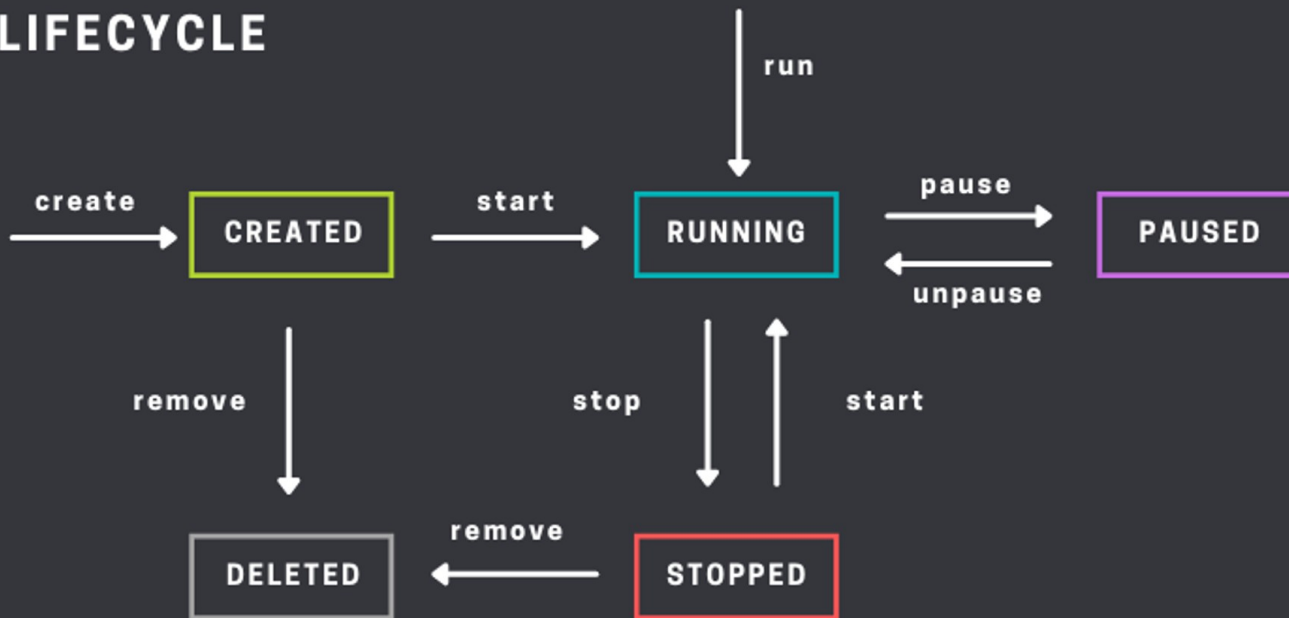 LIFECYCLE
run
create
CREATED
start
RUNNING
pause
unpause
PAUSED
remove
stop
start
DELETED
remove
STOPPED